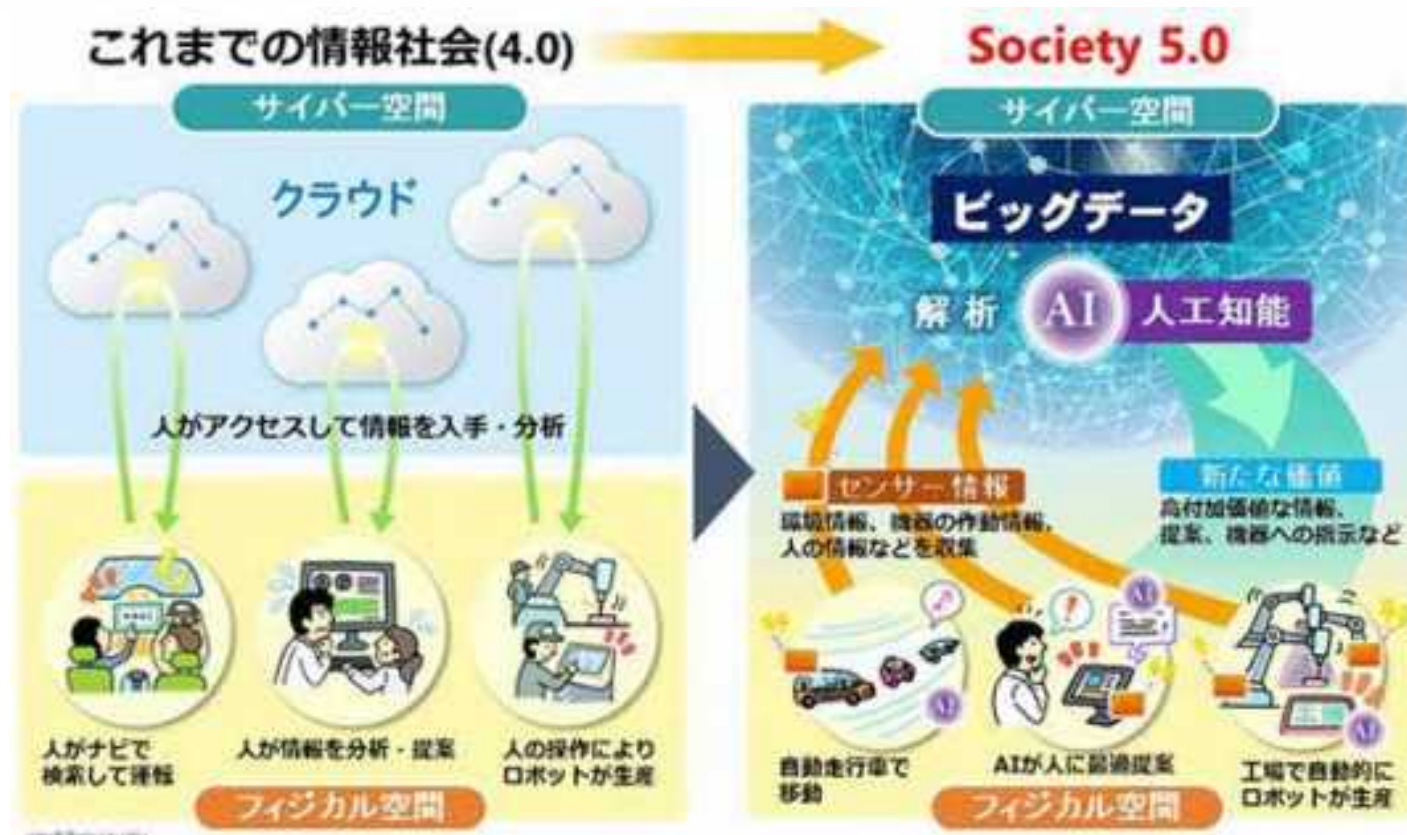 これまでの情報社会(4.0)
Society 5.0
サイバー空間
クラウド
人がアクセスして情報を入手・分析
人がナビで
検索して運転
人が情報を分析・提案
人の操作により
ロボットが生産
フィジカル空間
サイバー空間
ビッグデータ
解析
AI
人工知能
センサー情報
環境情報、機器の作動情報、
人の情報などを収集
新たな価値
高付加価値な情報、
提案、機器への指示など
AI
AI
AI
自動走行車で
移動
AIが人に最適提案
工場で自動的に
ロボットが生産
フィジカル空間